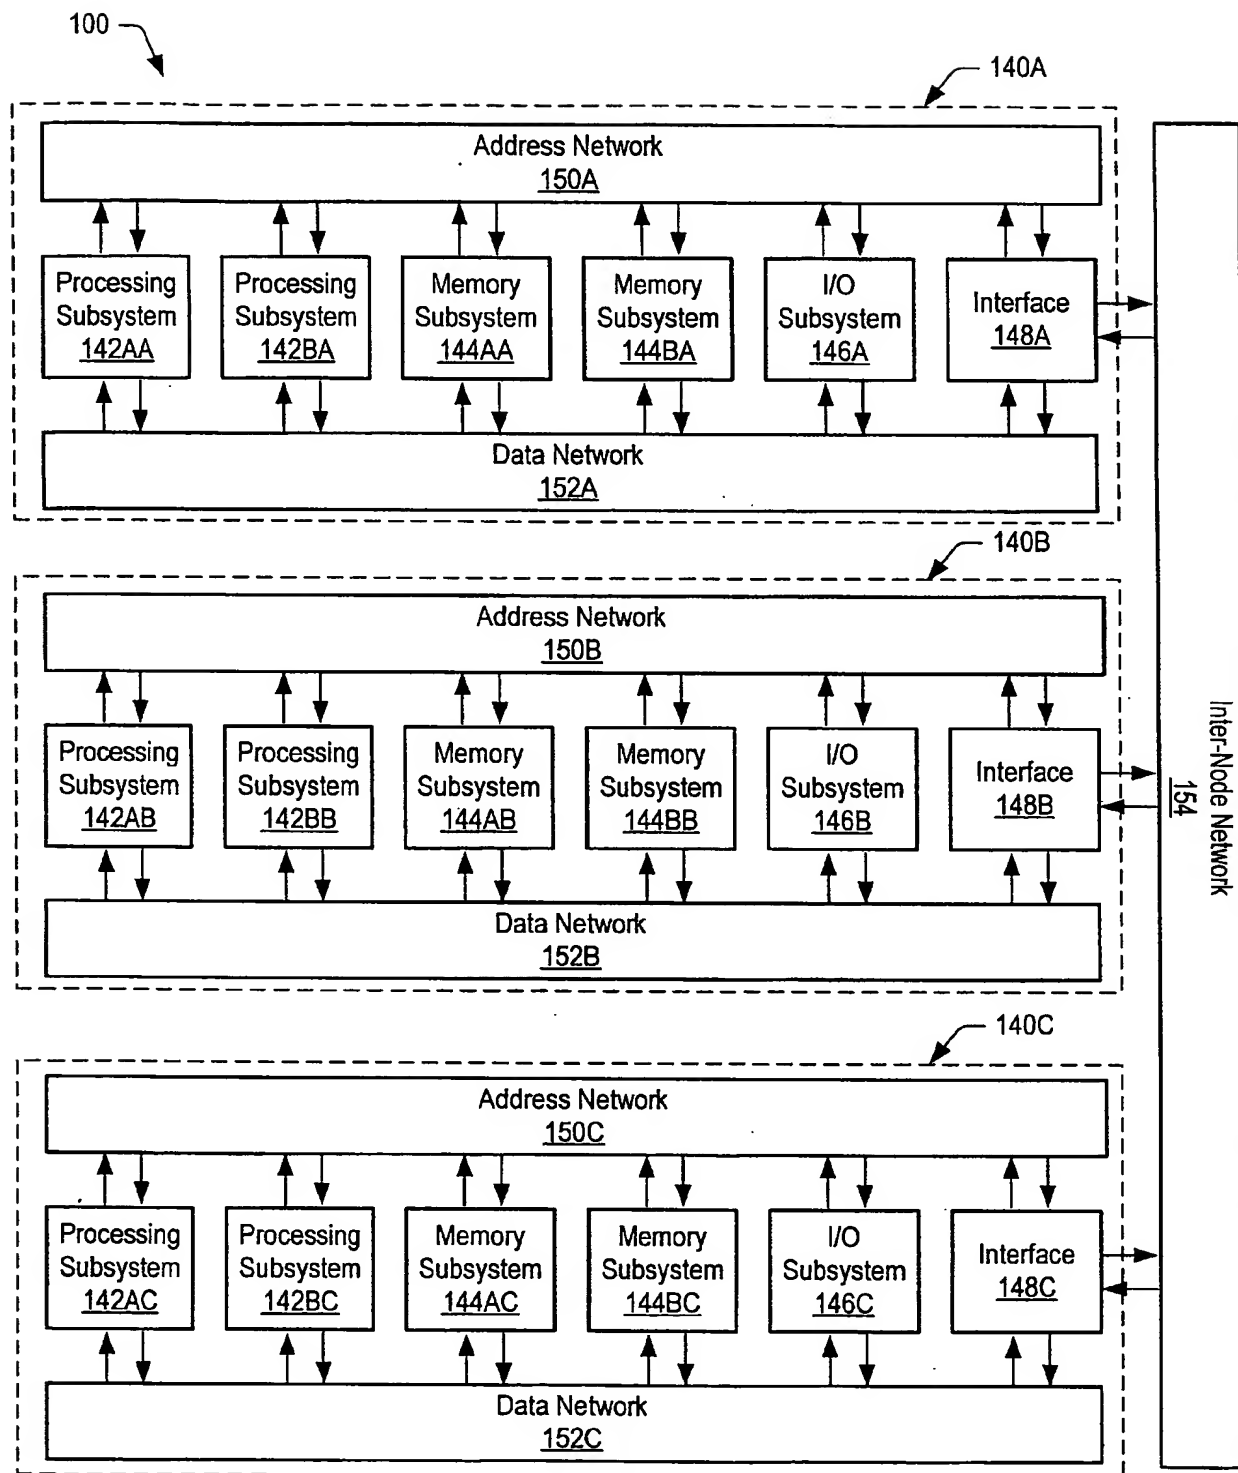 100
140A
Address Network
150A
Processing
Subsystem
142AA
Processing
Subsystem
142BA
Memory
Subsystem
144AA
Memory
Subsystem
144BA
I/O
Subsystem
146A
Interface
148A
Data Network
152A
140B
Address Network
150B
Processing
Subsystem
142AB
Processing
Subsystem
142BB
Memory
Subsystem
144AB
Memory
Subsystem
144BB
I/O
Subsystem
146B
Interface
148B
Data Network
152B
140C
Address Network
150C
Processing
Subsystem
142AC
Processing
Subsystem
142BC
Memory
Subsystem
144AC
Memory
Subsystem
144BC
I/O
Subsystem
146C
Interface
148C
Data Network
152C
Inter-Node Network
154